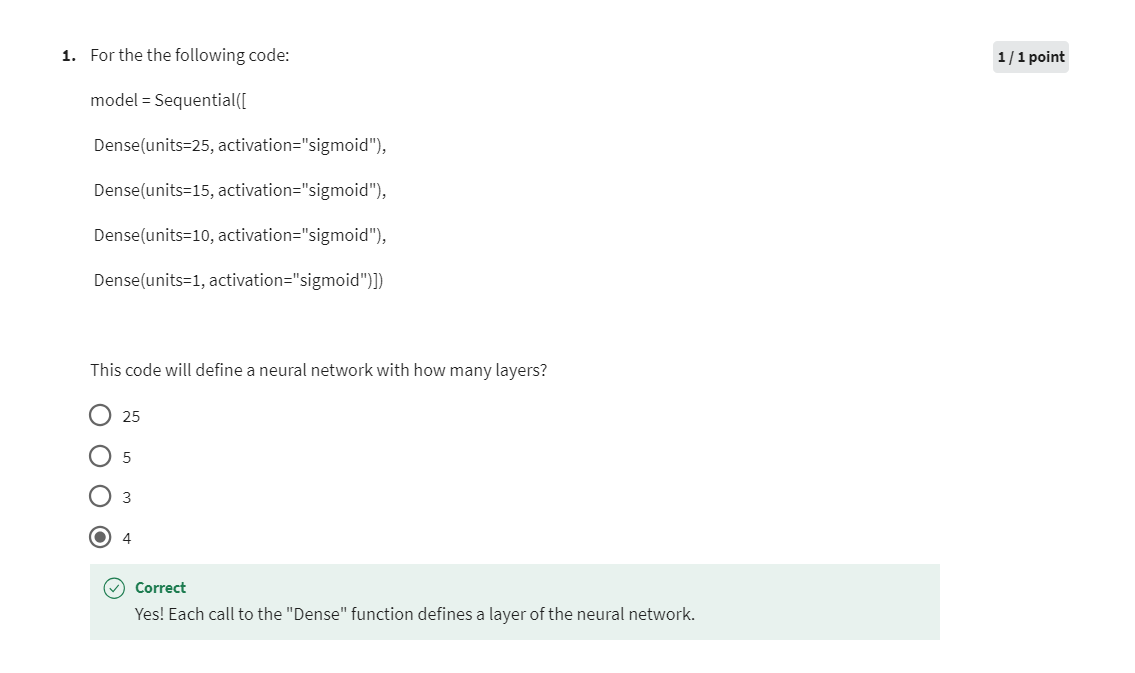 1. For the the following code:
1 / 1 point
model = Sequential([
Dense(units=25, activation="sigmoid"),
Dense(units=15, activation="sigmoid"),
Dense(units=10, activation="sigmoid"),
Dense(units=1, activation="sigmoid")])
This code will define a neural network with how many layers?
25
5
3
4
Correct
Yes! Each call to the "Dense" function defines a layer of the neural network.